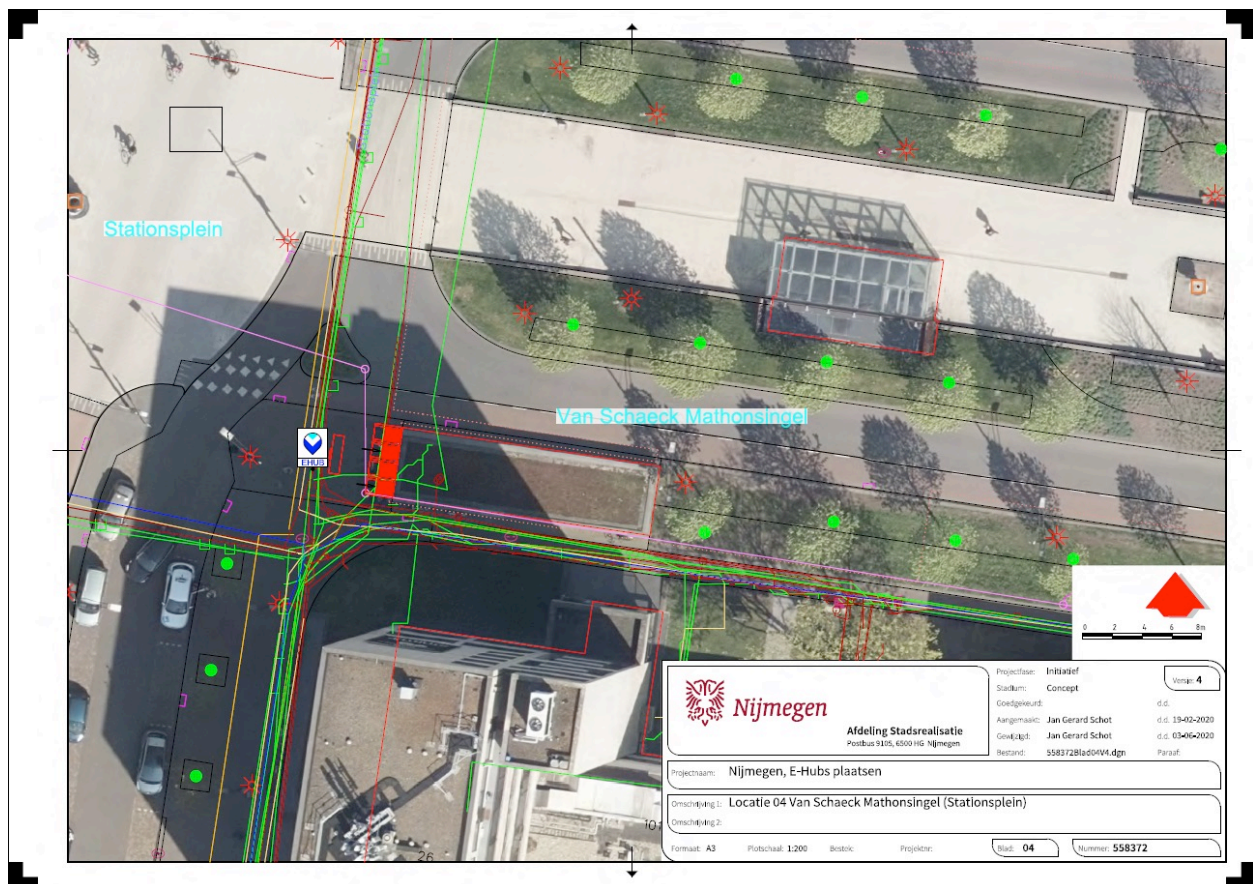 Stationsplein
Van Schaeck Mathonsingel
EHUB
0 2 4 6 8m
Nijmegen
Afdeling Stadsrealisatie
Postbus 9105, 6500 HG Nijmegen
Projectfase: Initiatief
Stadium: Concept
Goedgekeurd: d.d.
Aangemaakt: Jan Gerard Schot d.d. 19-02-2020
Gewijzigd: Jan Gerard Schot d.d. 03-06-2020
Bestand: 558372Blad04V4.dgn Paraaf:
Versie: 4
Projectnaam: Nijmegen, E-Hubs plaatsen
Omschrijving 1: Locatie 04 Van Schaeck Mathonsingel (Stationsplein)
Omschrijving 2:
Formaat: A3 Plotschaal: 1:200 Bestek: Projektnr: Blad: 04 Nummer: 558372
26